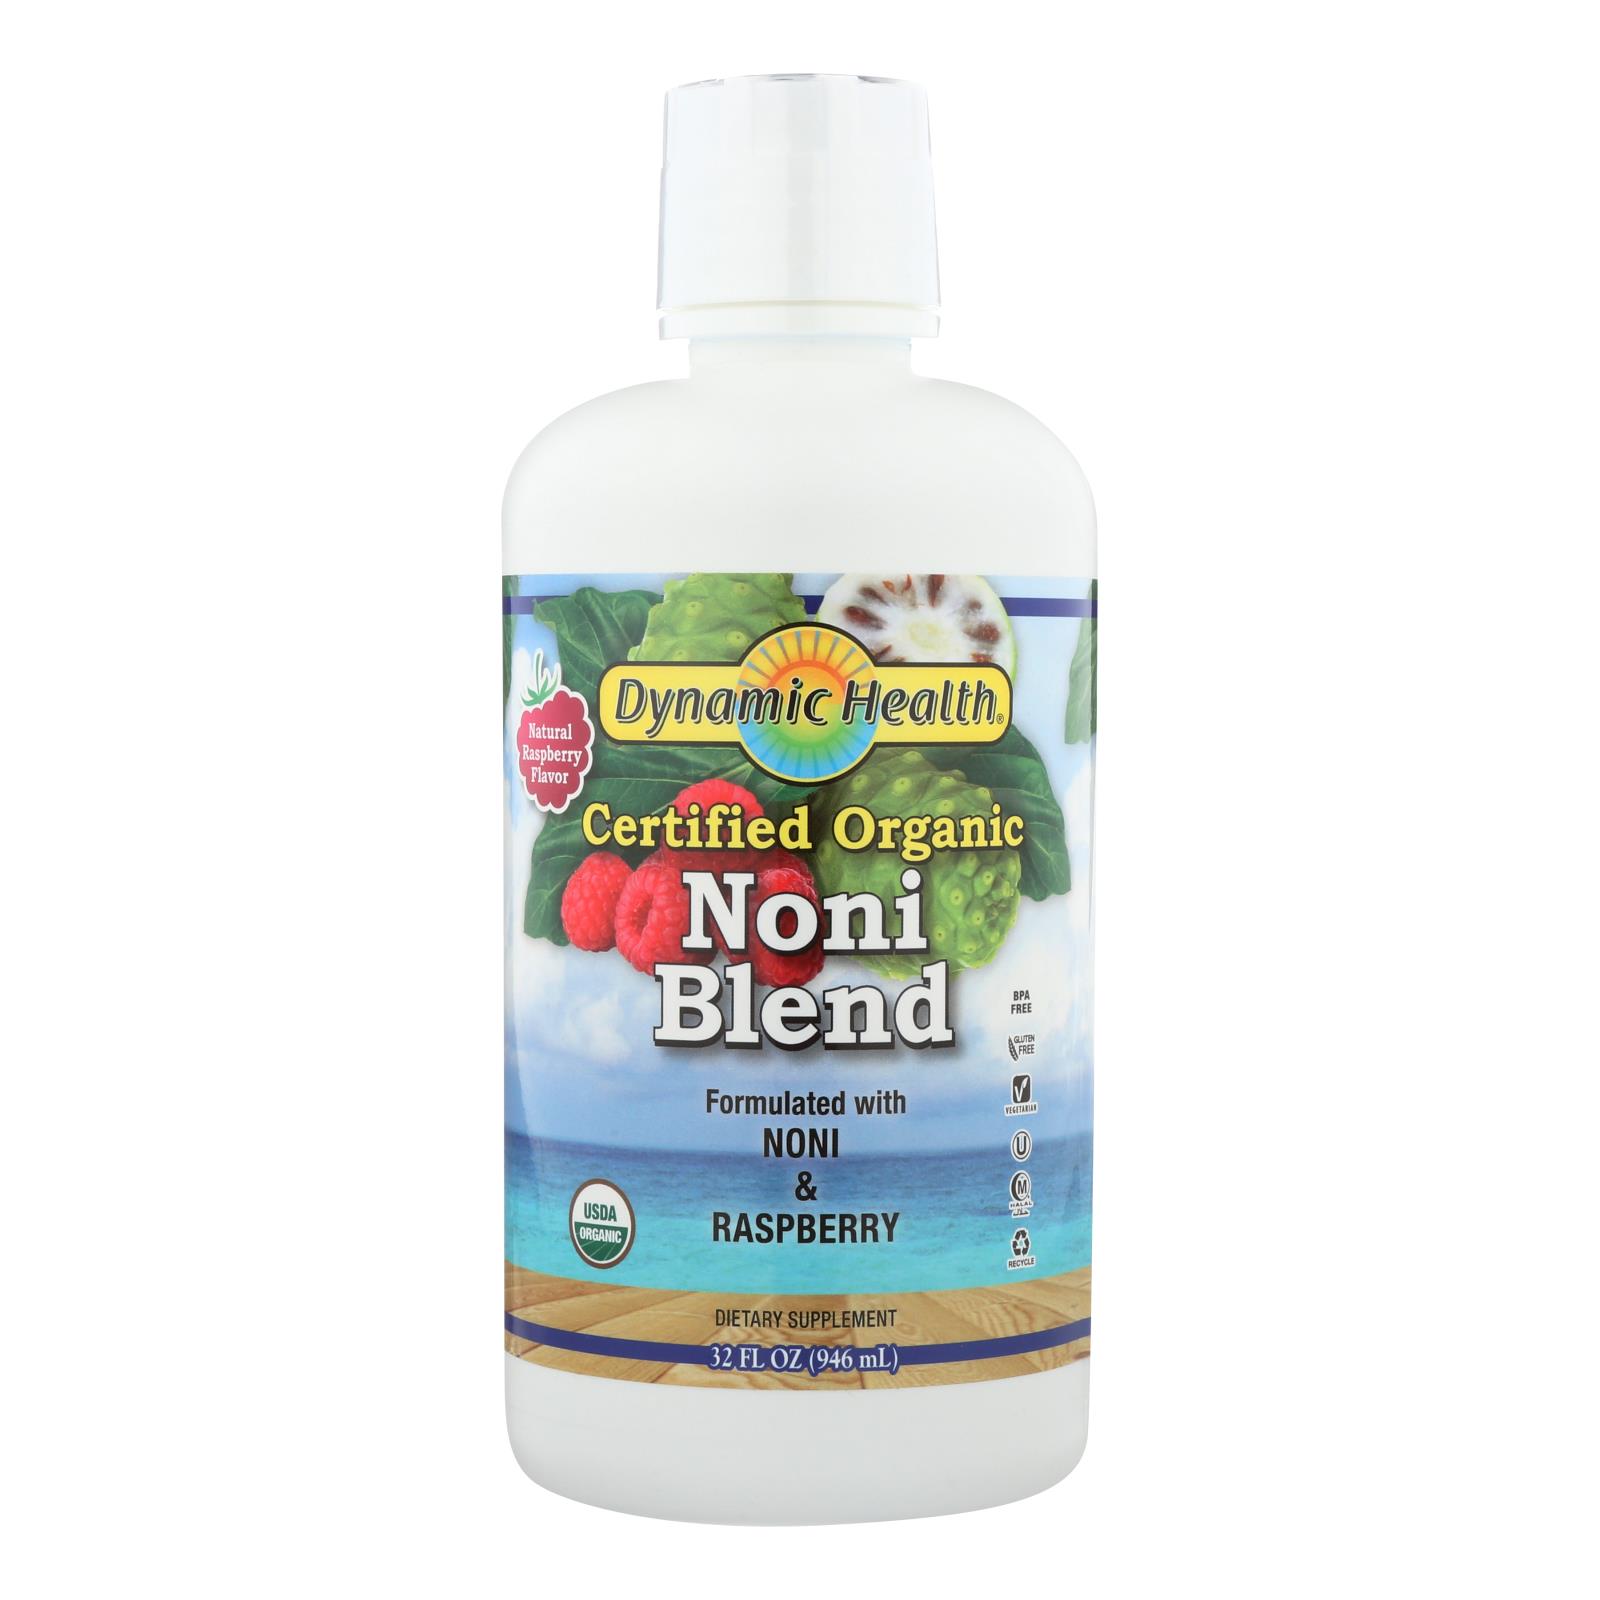 Dynamic Health®
Natural
Raspberry
Flavor
Certified Organic
Noni
Blend
BPA
FREE
GLUTEN
FREE
VEGETARIAN
U
M
HALAL
RECYCLE
Formulated with
NONI
&
RASPBERRY
USDA
ORGANIC
DIETARY SUPPLEMENT
32 FL OZ (946 mL)